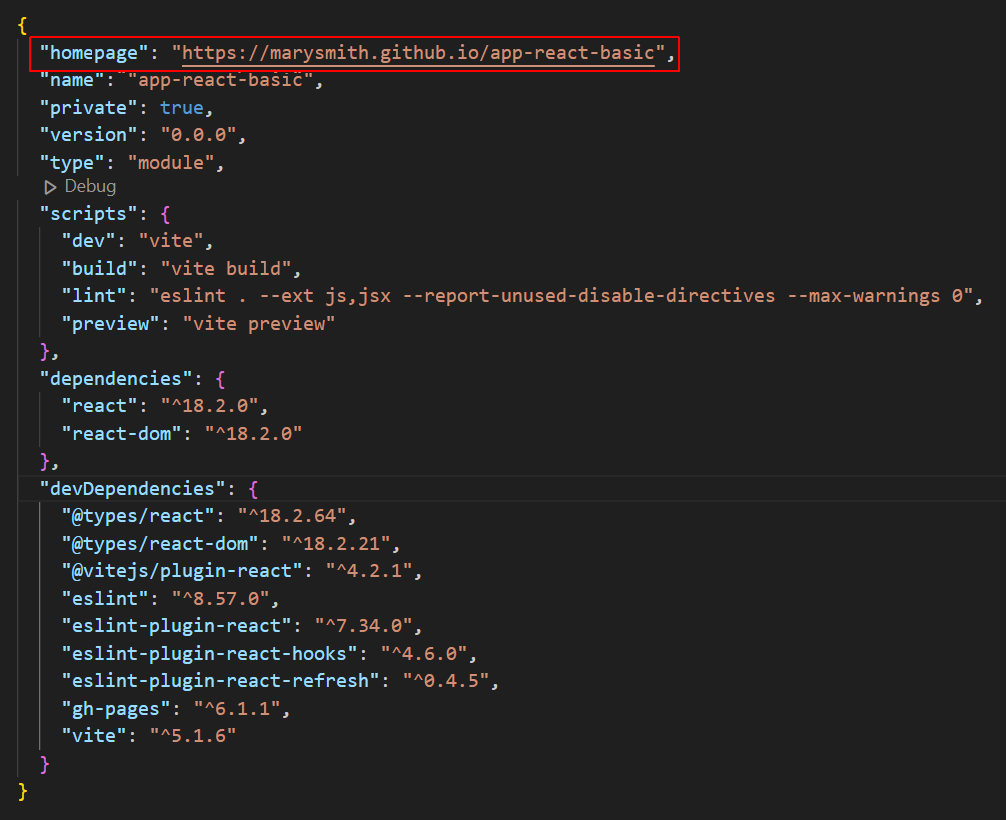 {
"homepage": "https://marysmith.github.io/app-react-basic",
"name": "app-react-basic",
"private": true,
"version": "0.0.0",
"type": "module",
Debug
"scripts": {
"dev": "vite",
"build": "vite build",
"lint": "eslint . --ext js,jsx --report-unused-disable-directives --max-warnings 0",
"preview": "vite preview"
},
"dependencies": {
"react": "^18.2.0",
"react-dom": "^18.2.0"
},
"devDependencies": {
"@types/react": "^18.2.64",
"@types/react-dom": "^18.2.21",
"@vitejs/plugin-react": "^4.2.1",
"eslint": "^8.57.0",
"eslint-plugin-react": "^7.34.0",
"eslint-plugin-react-hooks": "^4.6.0",
"eslint-plugin-react-refresh": "^0.4.5",
"gh-pages": "^6.1.1",
"vite": "^5.1.6"
}
}